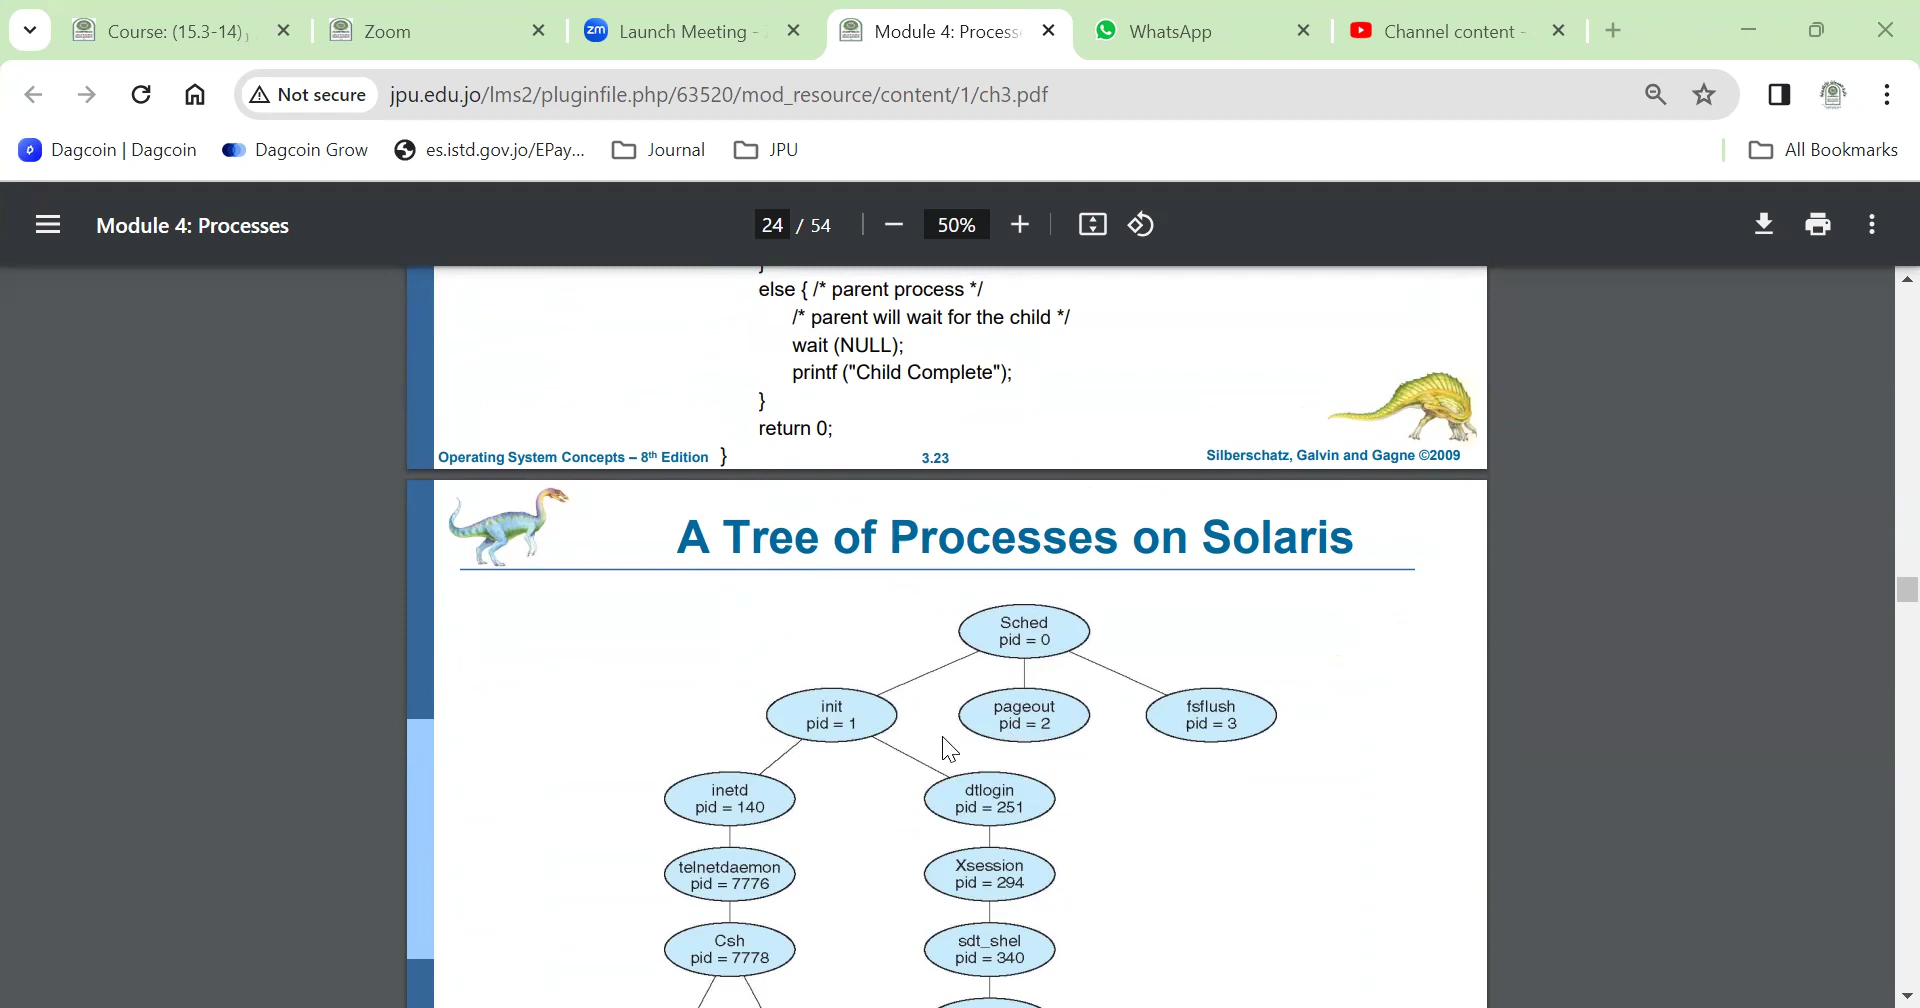 Course: (15.3-14)
Zoom
Launch Meeting -
Module 4: Process
WhatsApp
Channel content -
Not secure
jpu.edu.jo/lms2/pluginfile.php/63520/mod_resource/content/1/ch3.pdf
Dagcoin | Dagcoin
Dagcoin Grow
es.istd.gov.jo/EPay...
Journal
JPU
All Bookmarks
Module 4: Processes
24 / 54
50%
}
else { /* parent process */
/* parent will wait for the child */
wait (NULL);
printf ("Child Complete");
}
return 0;
Operating System Concepts – 8th Edition
}
3.23
Silberschatz, Galvin and Gagne ©2009
A Tree of Processes on Solaris
Sched
pid = 0
init
pid = 1
pageout
pid = 2
fsflush
pid = 3
inetd
pid = 140
dtlogin
pid = 251
telnetdaemon
pid = 7776
Xsession
pid = 294
Csh
pid = 7778
sdt_shel
pid = 340